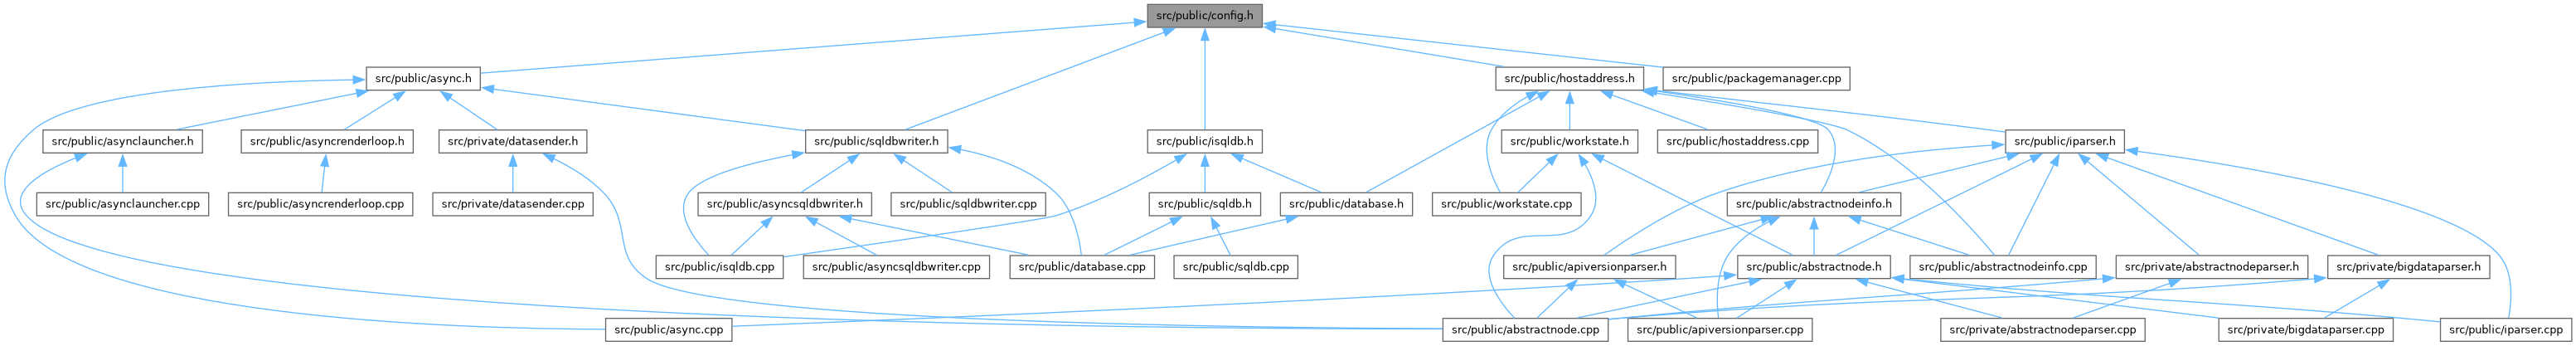 src/public/config.h
src/public/async.h
src/public/hostaddress.h
src/public/packagemanager.cpp
src/public/asynclauncher.h
src/public/asyncrenderloop.h
src/private/datasender.h
src/public/sqldbwriter.h
src/public/isqldb.h
src/public/workstate.h
src/public/hostaddress.cpp
src/public/iparser.h
src/public/asynclauncher.cpp
src/public/asyncrenderloop.cpp
src/private/datasender.cpp
src/public/asyncsqldbwriter.h
src/public/sqldbwriter.cpp
src/public/sqldb.h
src/public/database.h
src/public/workstate.cpp
src/public/abstractnodeinfo.h
src/public/isqldb.cpp
src/public/asyncsqldbwriter.cpp
src/public/database.cpp
src/public/sqldb.cpp
src/public/apiversionparser.h
src/public/abstractnode.h
src/public/abstractnodeinfo.cpp
src/private/abstractnodeparser.h
src/private/bigdataparser.h
src/public/async.cpp
src/public/abstractnode.cpp
src/public/apiversionparser.cpp
src/private/abstractnodeparser.cpp
src/private/bigdataparser.cpp
src/public/iparser.cpp